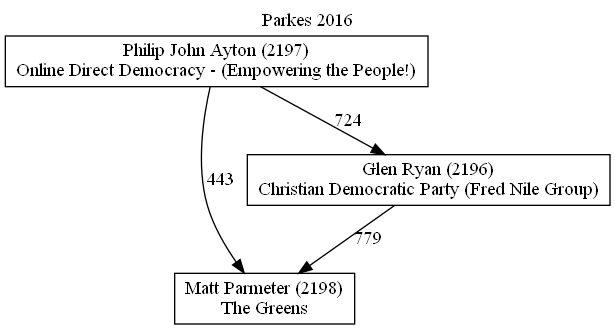 Parkes 2016
Philip John Ayton (2197)
Online Direct Democracy - (Empowering the People!)
724
443
Glen Ryan (2196)
Christian Democratic Party (Fred Nile Group)
779
Matt Parmeter (2198)
The Greens